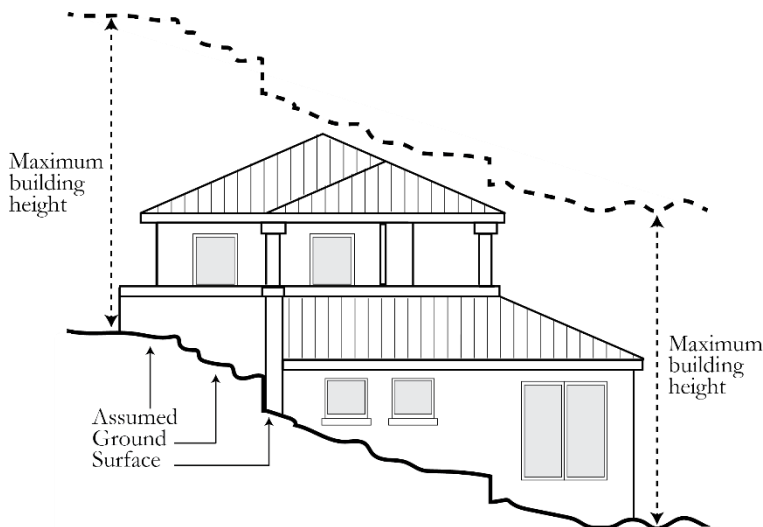 Maximum
building
height
Maximum
building
height
Assumed
Ground
Surface